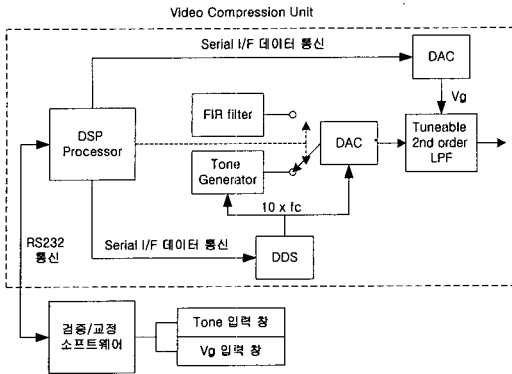 Video Compression Unit
Serial I/F 데이터 통신
DAC
Vg
FIR filter
DSP
Processor
DAC
Tuneable
2nd order
LPF
Tone
Generator
10 x fc
RS232
통신
Serial I/F 데이터 통신
DDS
검증/교정
소프트웨어
Tone 입력 창
Vg 입력 창